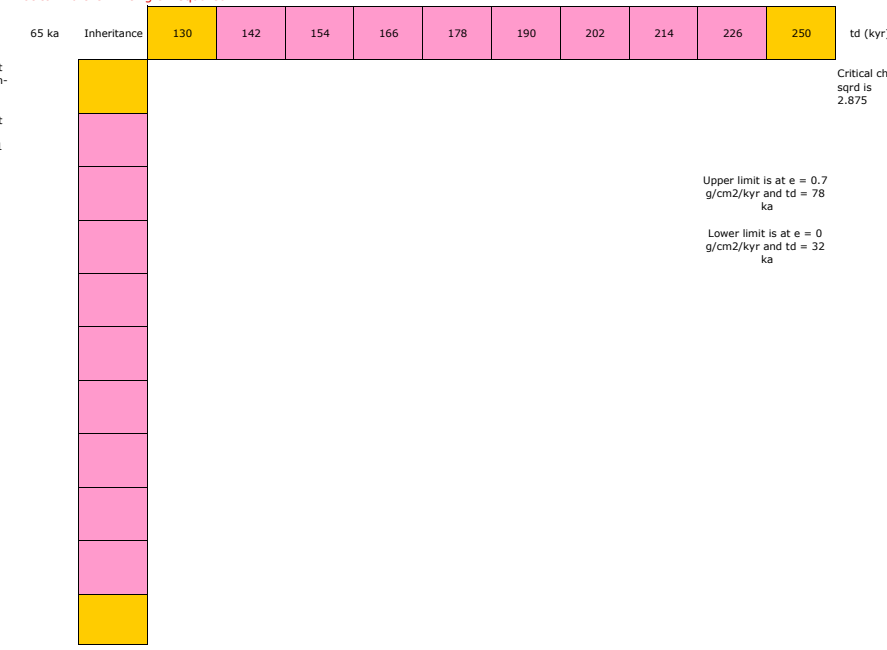 65 ka Inheritance 130 142 154 166 178 190 202 214 226 250 td (kyr)
Critical
sqrd is
2.875
Upper limit is at e = 0.7
g/cm2/kyr and td = 78
ka
Lower limit is at e = 0
g/cm2/kyr and td = 32
ka